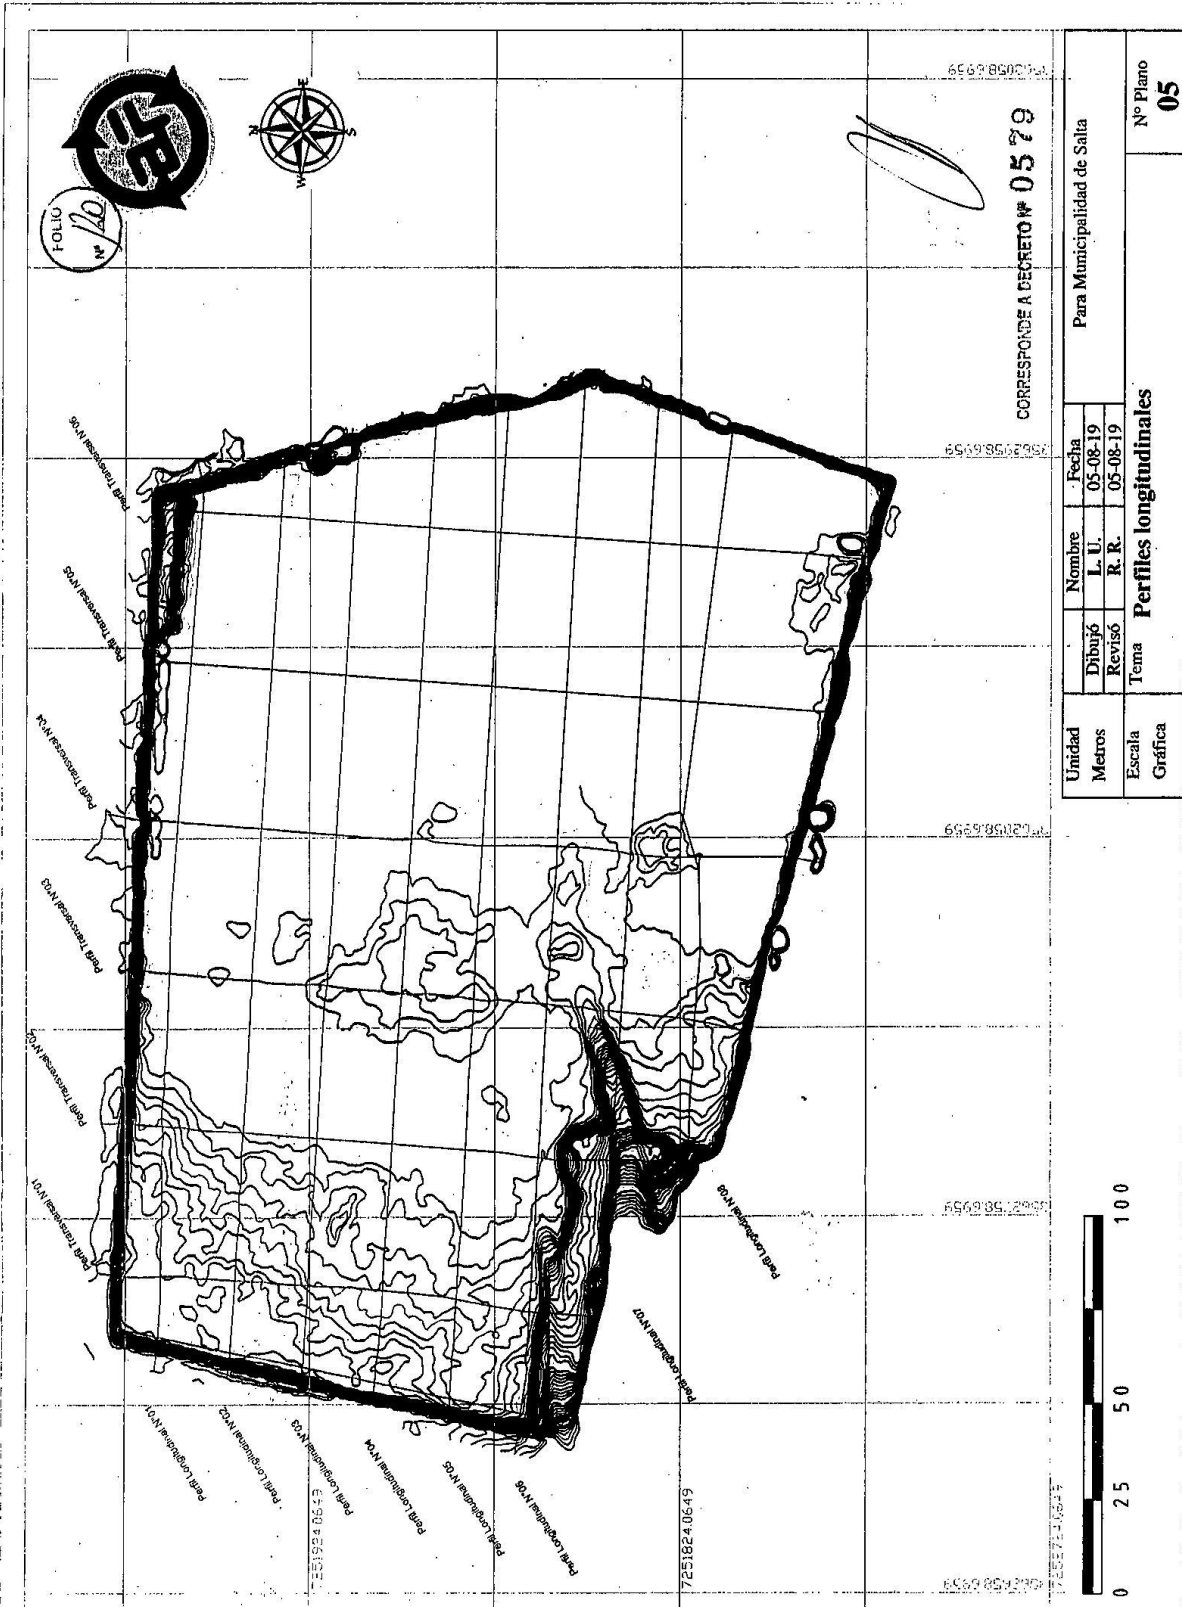 FOLIO
Nº 120
N
E
S
W
CORRESPONDE A DECRETO Nº 0579
Perfil Transversal N°01
Perfil Transversal N°02
Perfil Transversal N°03
Perfil Transversal N°04
Perfil Transversal N°05
Perfil Transversal N°06
Perfil Longitudinal N°01
Perfil Longitudinal N°02
Perfil Longitudinal N°03
Perfil Longitudinal N°04
Perfil Longitudinal N°05
Perfil Longitudinal N°06
Perfil Longitudinal N°07
Perfil Longitudinal N°08
7251924.0649
7251824.0649
0 25 50 100
Unidad
Metros
Dibujó
Revisó
Nombre
L. U.
R. R.
Fecha
05-08-19
05-08-19
Para Municipalidad de Salta
Escala
Gráfica
Tema
Perfiles longitudinales
Nº Plano
05